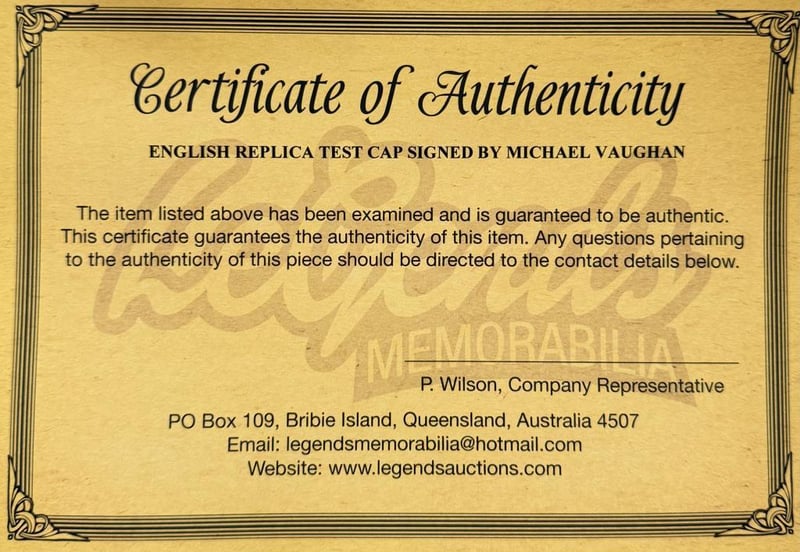 Certificate of Authenticity
ENGLISH REPLICA TEST CAP SIGNED BY MICHAEL VAUGHAN
The item listed above has been examined and is guaranteed to be authentic.
This certificate guarantees the authenticity of this item. Any questions pertaining
to the authenticity of this piece should be directed to the contact details below.
Legends
MEMORABILIA
P. Wilson, Company Representative
PO Box 109, Bribie Island, Queensland, Australia 4507
Email: legendsmemorabilia@hotmail.com
Website: www.legendsauctions.com